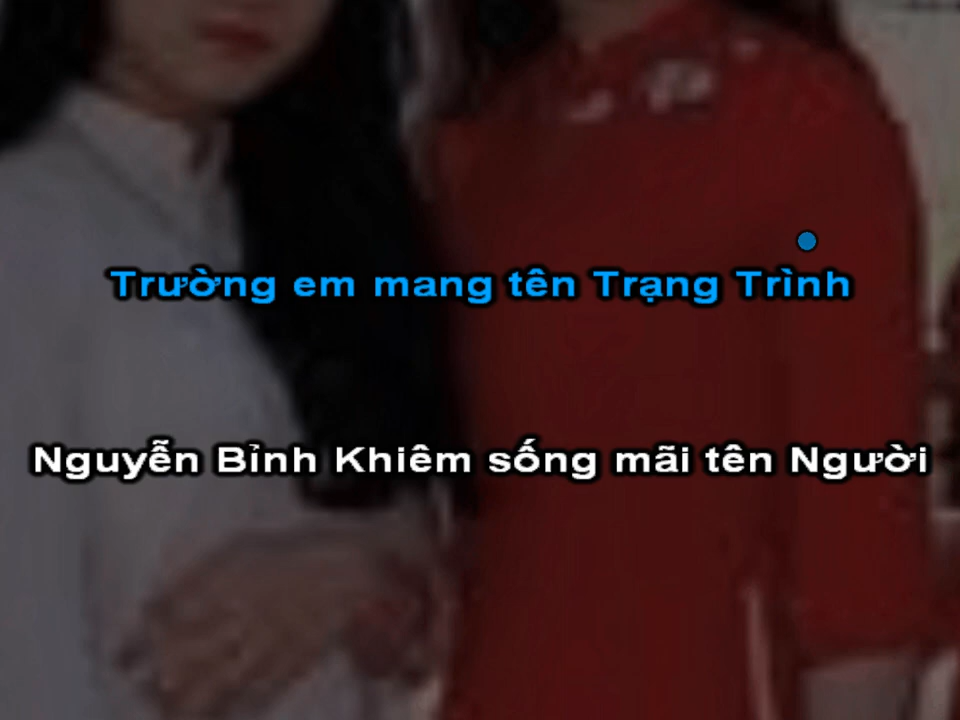 Trường em mang tên Trạng Trình
Nguyễn Bỉnh Khiêm sống mãi tên Người